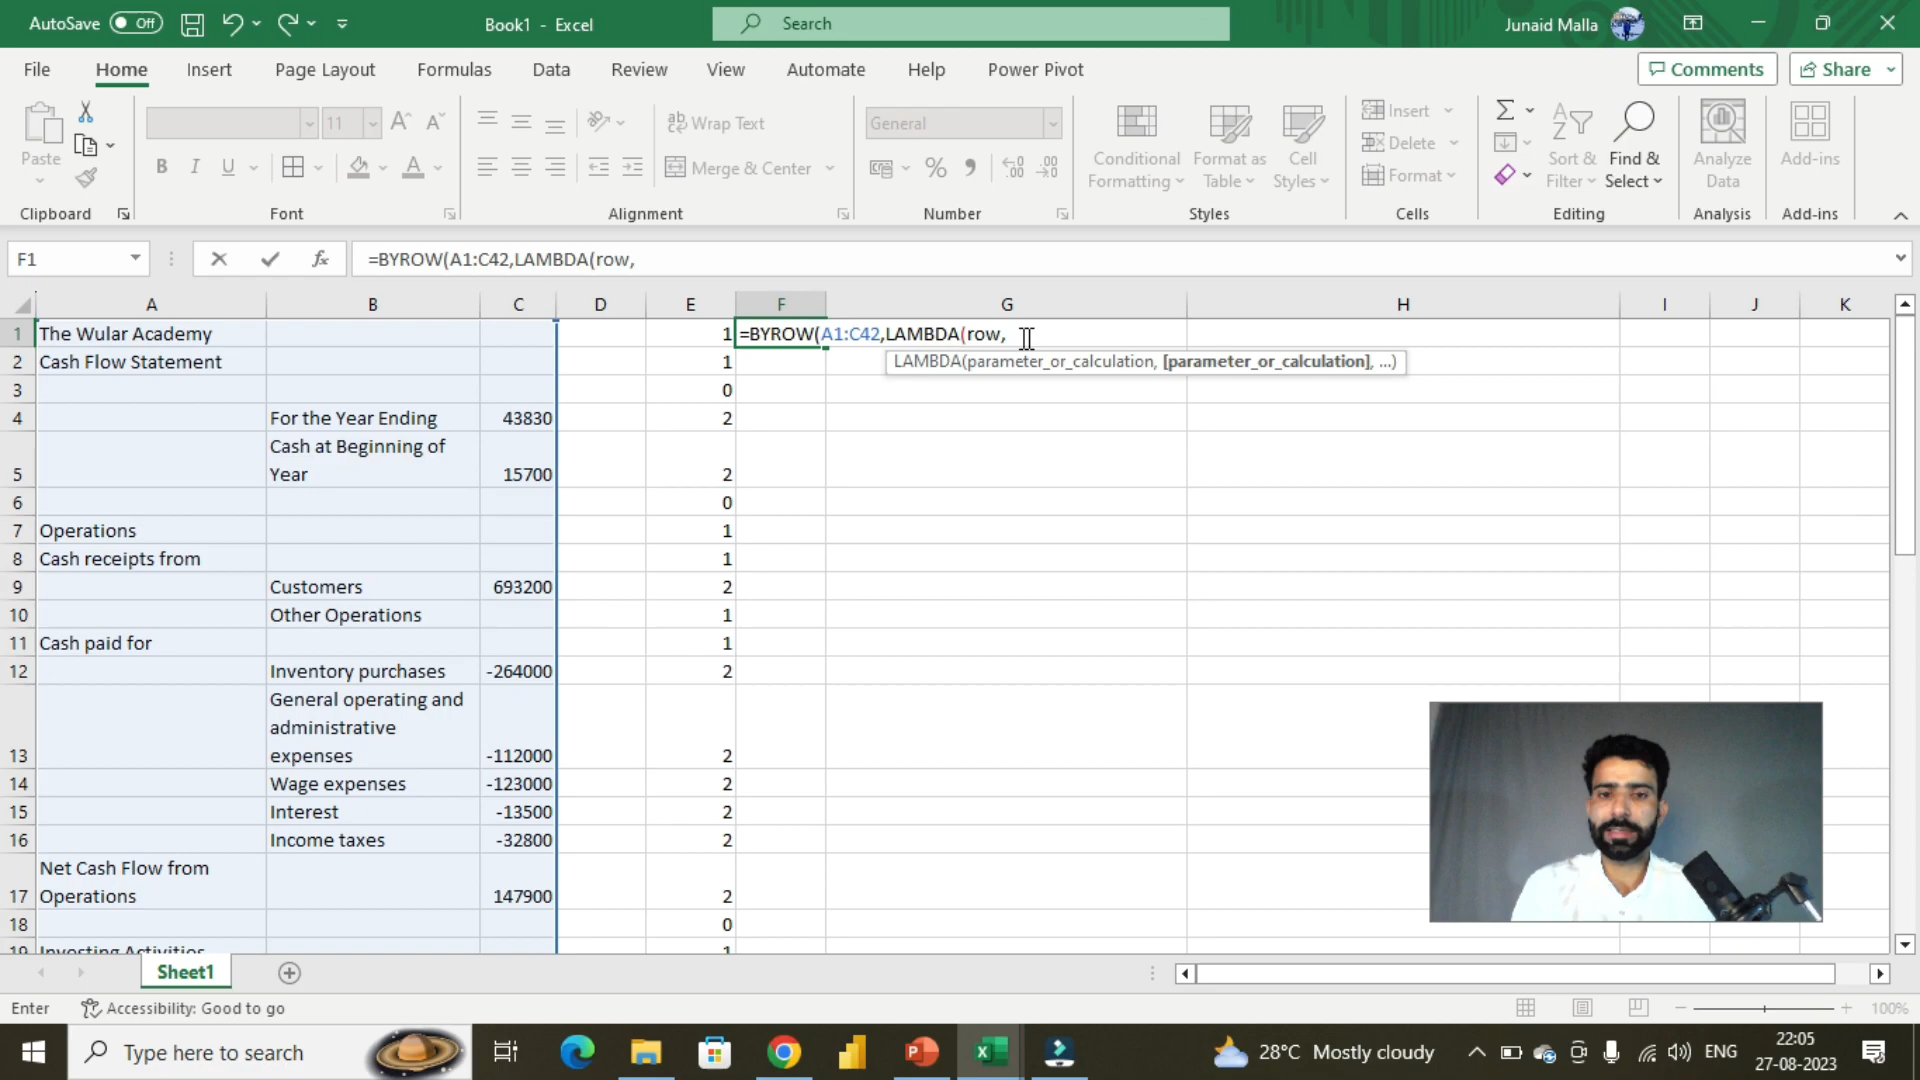 AutoSave Off Book1 - Excel Search Junaid Malla
File Home Insert Page Layout Formulas Data Review View Automate Help Power Pivot Comments Share
Paste 11 Wrap Text General Conditional Formatting Format as Table Cell Styles Insert Sort & Filter Find & Select Analyze Data Add-ins
B I U Merge & Center % Delete
Format
Clipboard Font Alignment Number Styles Cells Editing Analysis Add-ins
F1 fx =BYROW(A1:C42,LAMBDA(row,
A B C D E F G H I J K
1 The Wular Academy 1 =BYROW(A1:C42,LAMBDA(row,
2 Cash Flow Statement 1 LAMBDA(parameter_or_calculation, [parameter_or_calculation], ...)
3 0
4 For the Year Ending 43830 2
Cash at Beginning of
5 Year 15700 2
6 0
7 Operations 1
8 Cash receipts from 1
9 Customers 693200 2
10 Other Operations 1
11 Cash paid for 1
12 Inventory purchases -264000 2
General operating and
administrative
13 expenses -112000 2
14 Wage expenses -123000 2
15 Interest -13500 2
16 Income taxes -32800 2
Net Cash Flow from
17 Operations 147900 2
18 0
19 Investing Activities 1
Sheet1
Enter Accessibility: Good to go 100%
Type here to search 28°C Mostly cloudy ENG 22:05
27-08-2023